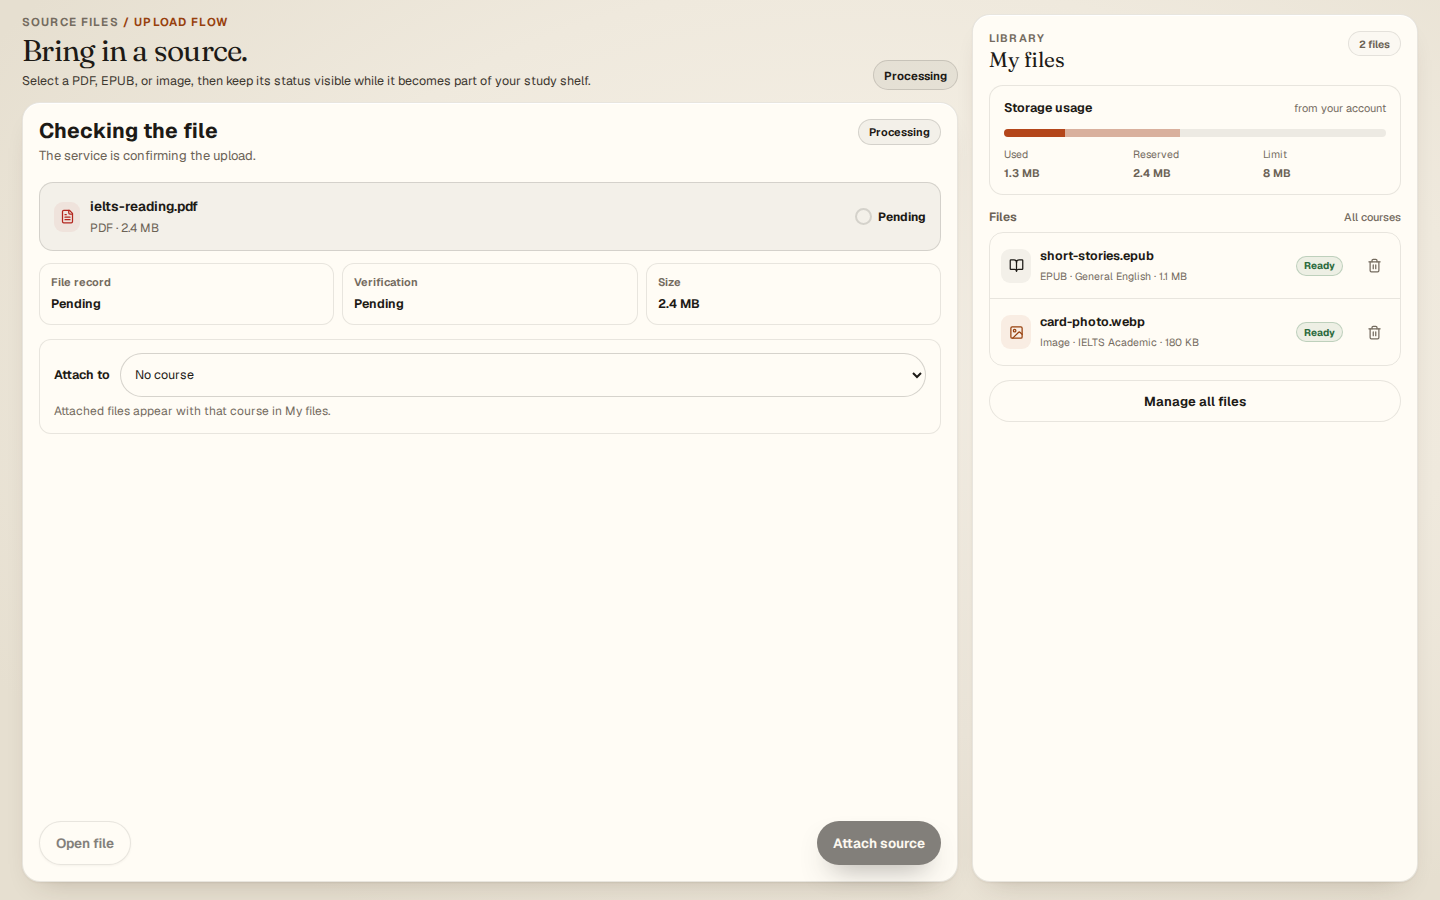 SOURCE FILES / UPLOAD FLOW
Bring in a source.
Select a PDF, EPUB, or image, then keep its status visible while it becomes part of your study shelf.
Processing
Checking the file
The service is confirming the upload.
Processing
ielts-reading.pdf
PDF · 2.4 MB
Pending
File record
Pending
Verification
Pending
Size
2.4 MB
Attach to
No course
Attached files appear with that course in My files.
Open file
Attach source
LIBRARY
My files
2 files
Storage usage
from your account
Used
1.3 MB
Reserved
2.4 MB
Limit
8 MB
Files
All courses
short-stories.epub
EPUB · General English · 1.1 MB
Ready
card-photo.webp
Image · IELTS Academic · 180 KB
Ready
Manage all files